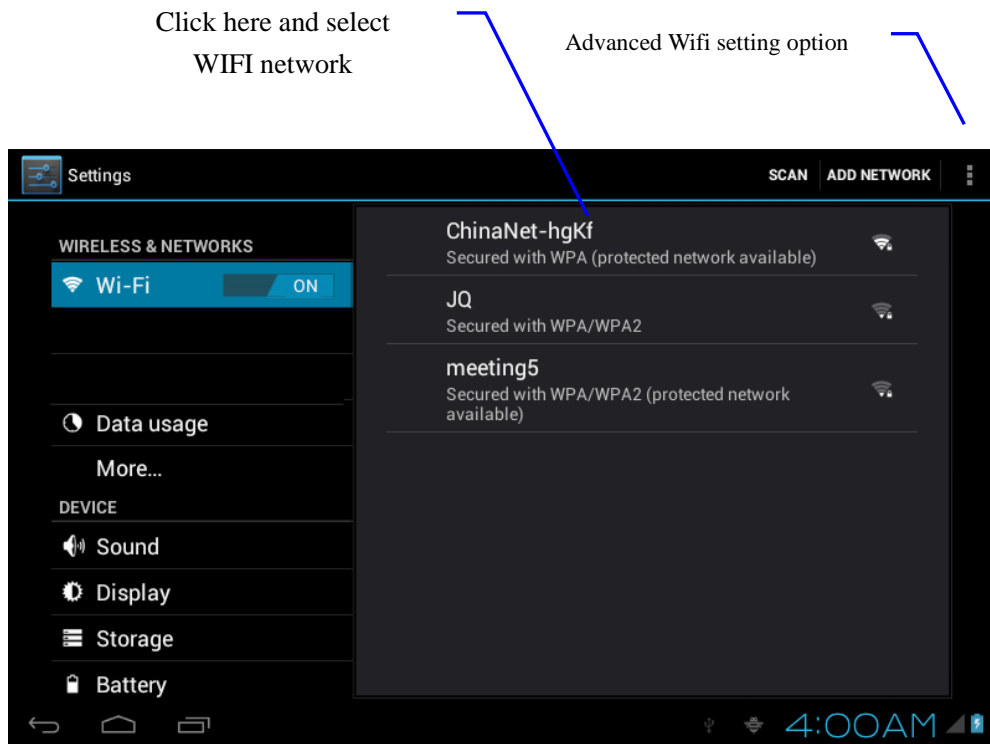 Click here and select
WIFI network
Advanced Wifi setting option
Settings
SCAN
ADD NETWORK
WIRELESS & NETWORKS
Wi-Fi
ON
Data usage
More...
DEVICE
Sound
Display
Storage
Battery
ChinaNet-hgKf
Secured with WPA (protected network available)
JQ
Secured with WPA/WPA2
meeting5
Secured with WPA/WPA2 (protected network
available)
4:00AM